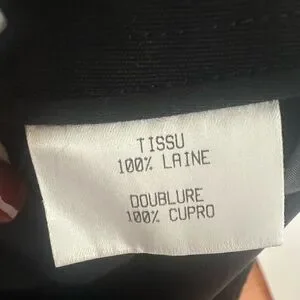 TISSU
100% LAINE
DOUBLURE
100% CUPRO